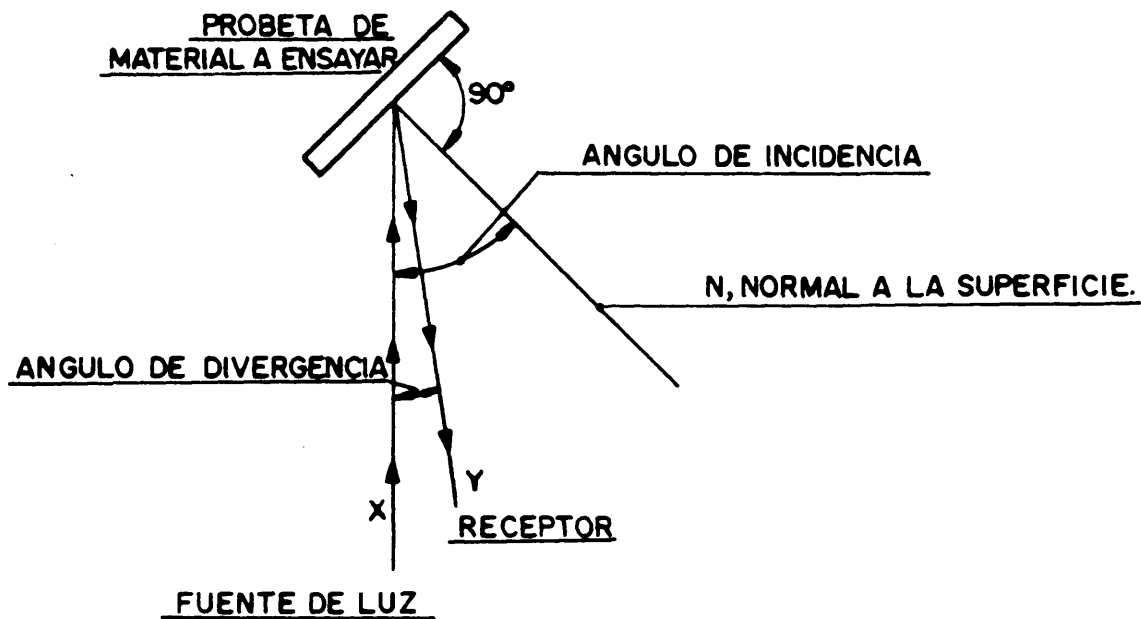 PROBETA DE
MATERIAL A ENSAYAR
90°
ANGULO DE INCIDENCIA
N, NORMAL A LA SUPERFICIE.
ANGULO DE DIVERGENCIA
X
Y
RECEPTOR
FUENTE DE LUZ